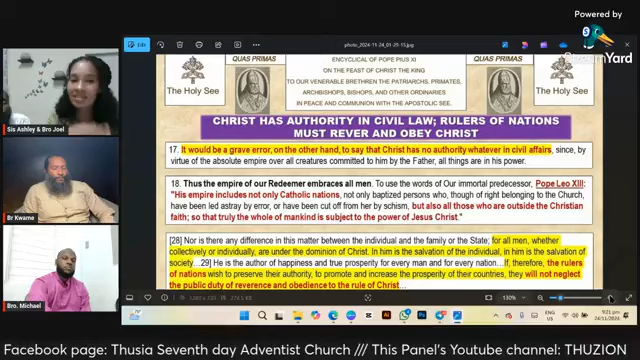 Powered by
StreamYard
Edit
photo_2024-11-24_01-25-15.jpg
QUAS PRIMAS
ENCYCLICAL OF POPE PIUS XI
QUAS PRIMAS
ON THE FEAST OF CHRIST THE KING
TO OUR VENERABLE BRETHREN THE PATRIARCHS, PRIMATES,
ARCHBISHOPS, BISHOPS, AND OTHER ORDINARIES
IN PEACE AND COMMUNION WITH THE APOSTOLIC SEE.
The Holy See
The Holy See
CHRIST HAS AUTHORITY IN CIVIL LAW; RULERS OF NATIONS
MUST REVER AND OBEY CHRIST
17. It would be a grave error, on the other hand, to say that Christ has no authority whatever in civil affairs, since, by
virtue of the absolute empire over all creatures committed to him by the Father, all things are in his power.
18. Thus the empire of our Redeemer embraces all men. To use the words of Our immortal predecessor, Pope Leo XIII:
"His empire includes not only Catholic nations, not only baptized persons who, though of right belonging to the Church,
have been led astray by error, or have been cut off from her by schism, but also all those who are outside the Christian
faith; so that truly the whole of mankind is subject to the power of Jesus Christ."
[28] Nor is there any difference in this matter between the individual and the family or the State; for all men, whether
collectively or individually, are under the dominion of Christ. In him is the salvation of the individual, in him is the salvation of
society...29] He is the author of happiness and true prosperity for every man and for every nation...If, therefore, the rulers
of nations wish to preserve their authority, to promote and increase the prosperity of their countries, they will not neglect
the public duty of reverence and obedience to the rule of Christ...
130%
ENG
US
9:21 pm
24/11/2024
Sis Ashley & Bro Joel
Br Kwame
Bro. Michael
Facebook page: Thusia Seventh day Adventist Church /// This Panel's Youtube channel: THUZION